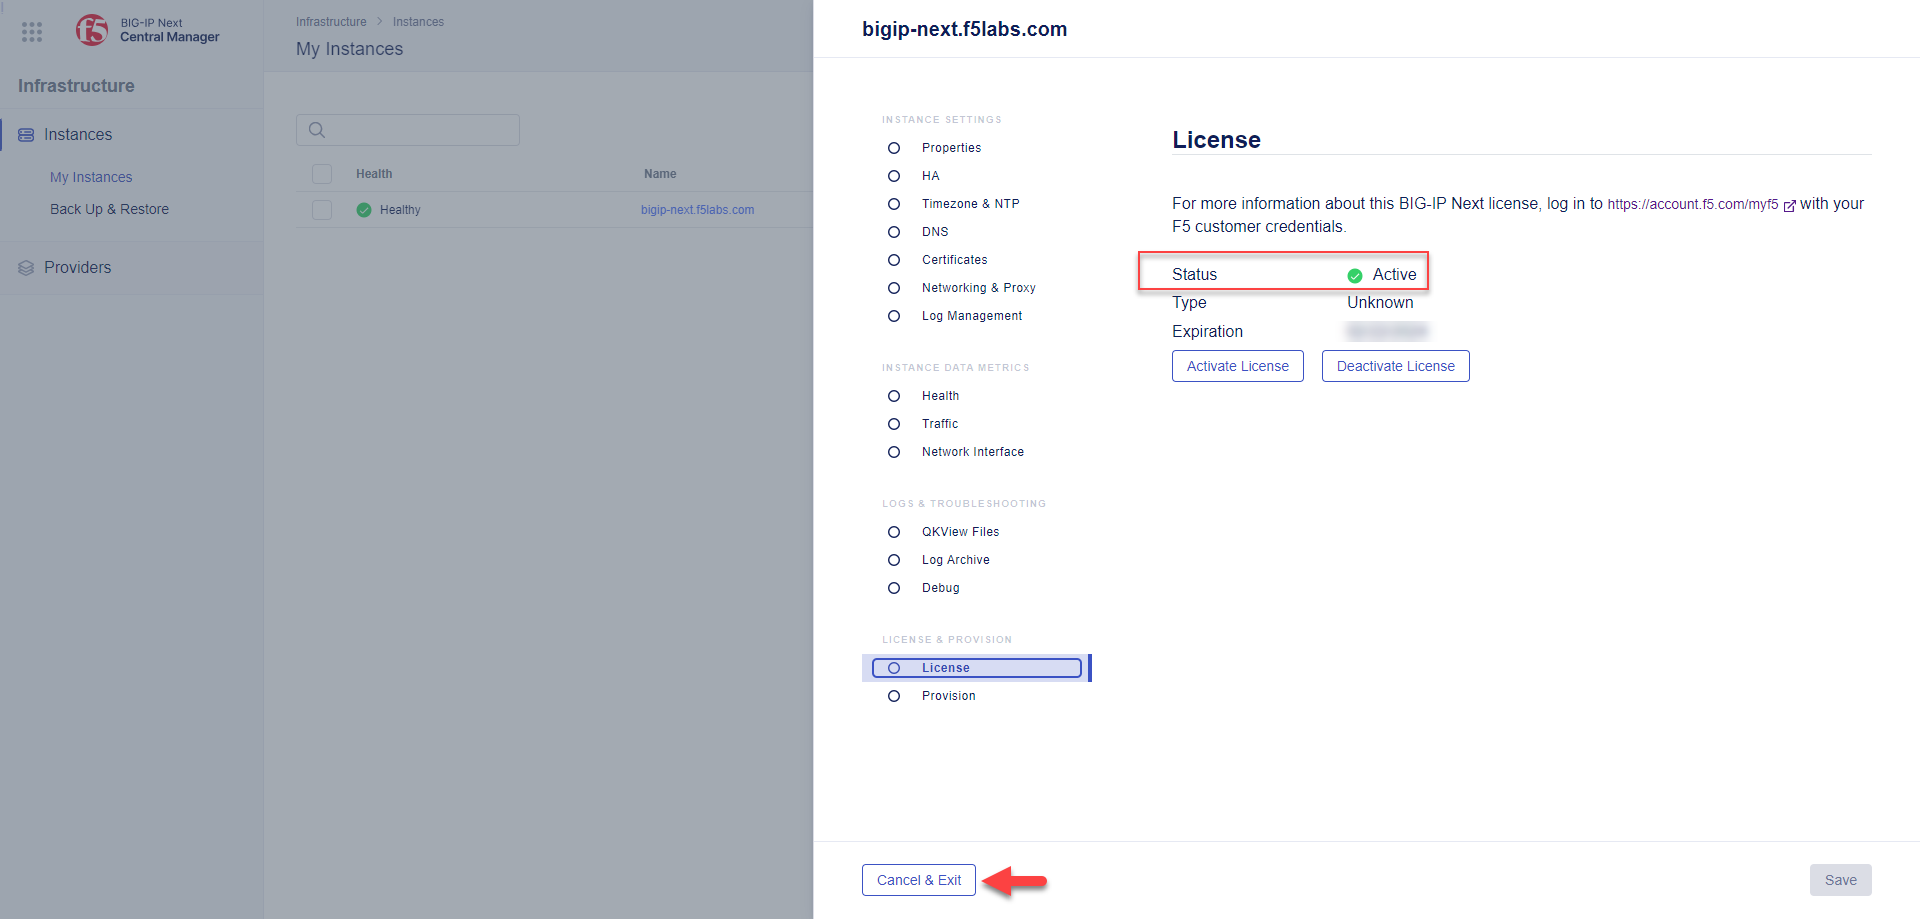 BIG-IP Next
Central Manager
Infrastructure
Instances
My Instances
Back Up & Restore
Providers
Infrastructure > Instances
My Instances
Health Name
Healthy bigip-next.f5labs.com
bigip-next.f5labs.com
INSTANCE SETTINGS
Properties
HA
Timezone & NTP
DNS
Certificates
Networking & Proxy
Log Management
INSTANCE DATA METRICS
Health
Traffic
Network Interface
LOGS & TROUBLESHOOTING
QKView Files
Log Archive
Debug
LICENSE & PROVISION
License
Provision
License
For more information about this BIG-IP Next license, log in to https://account.f5.com/myf5 with your
F5 customer credentials.
Status Active
Type Unknown
Expiration
Activate License Deactivate License
Cancel & Exit
Save